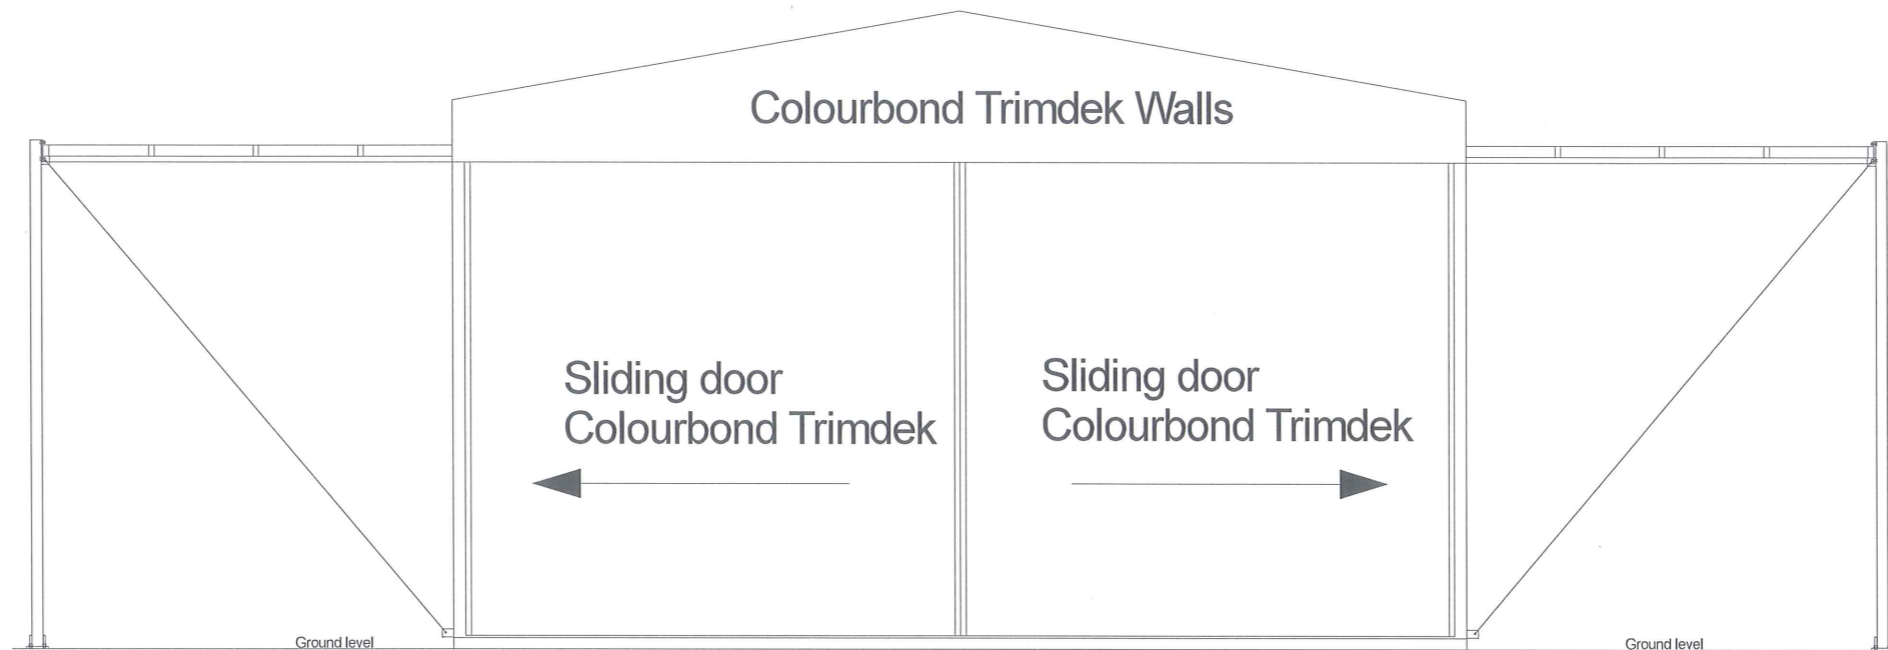 Colourbond Trimdek Walls
Sliding door
Colourbond Trimdek
Sliding door
Colourbond Trimdek
Ground level
Ground level